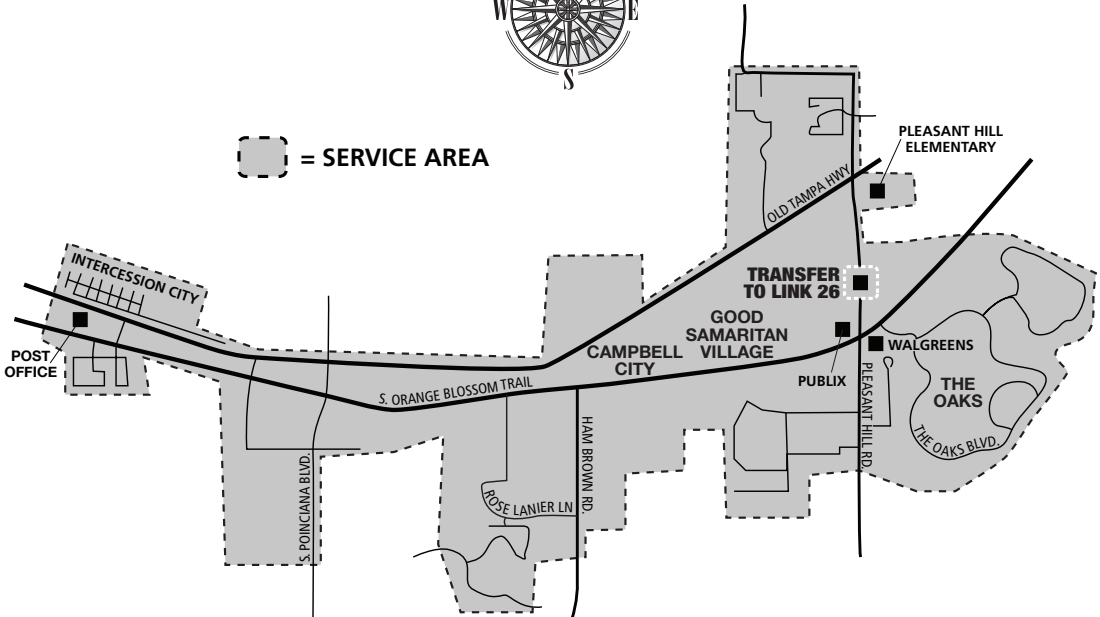 W
E
S
= SERVICE AREA
PLEASANT HILL
ELEMENTARY
OLD TAMPA HWY
INTERCESSION CITY
TRANSFER
TO LINK 26
GOOD
SAMARITAN
VILLAGE
CAMPBELL
CITY
WALGREENS
POST
OFFICE
PUBLIX
S. ORANGE BLOSSOM TRAIL
THE
OAKS
PLEASANT HILL RD.
THE OAKS BLVD.
HAM BROWN RD.
S. POINCIANA BLVD.
ROSE LANIER LN